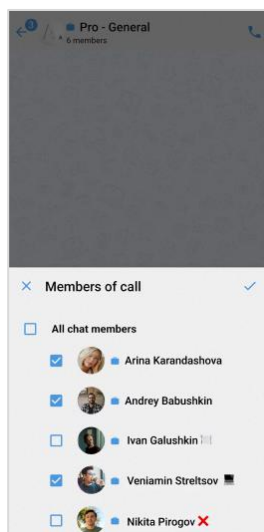 3
Pro - General
6 members
Members of call
All chat members
Arina Karandashova
Andrey Babushkin
Ivan Galushkin
Veniamin Streltsov
Nikita Pirogov